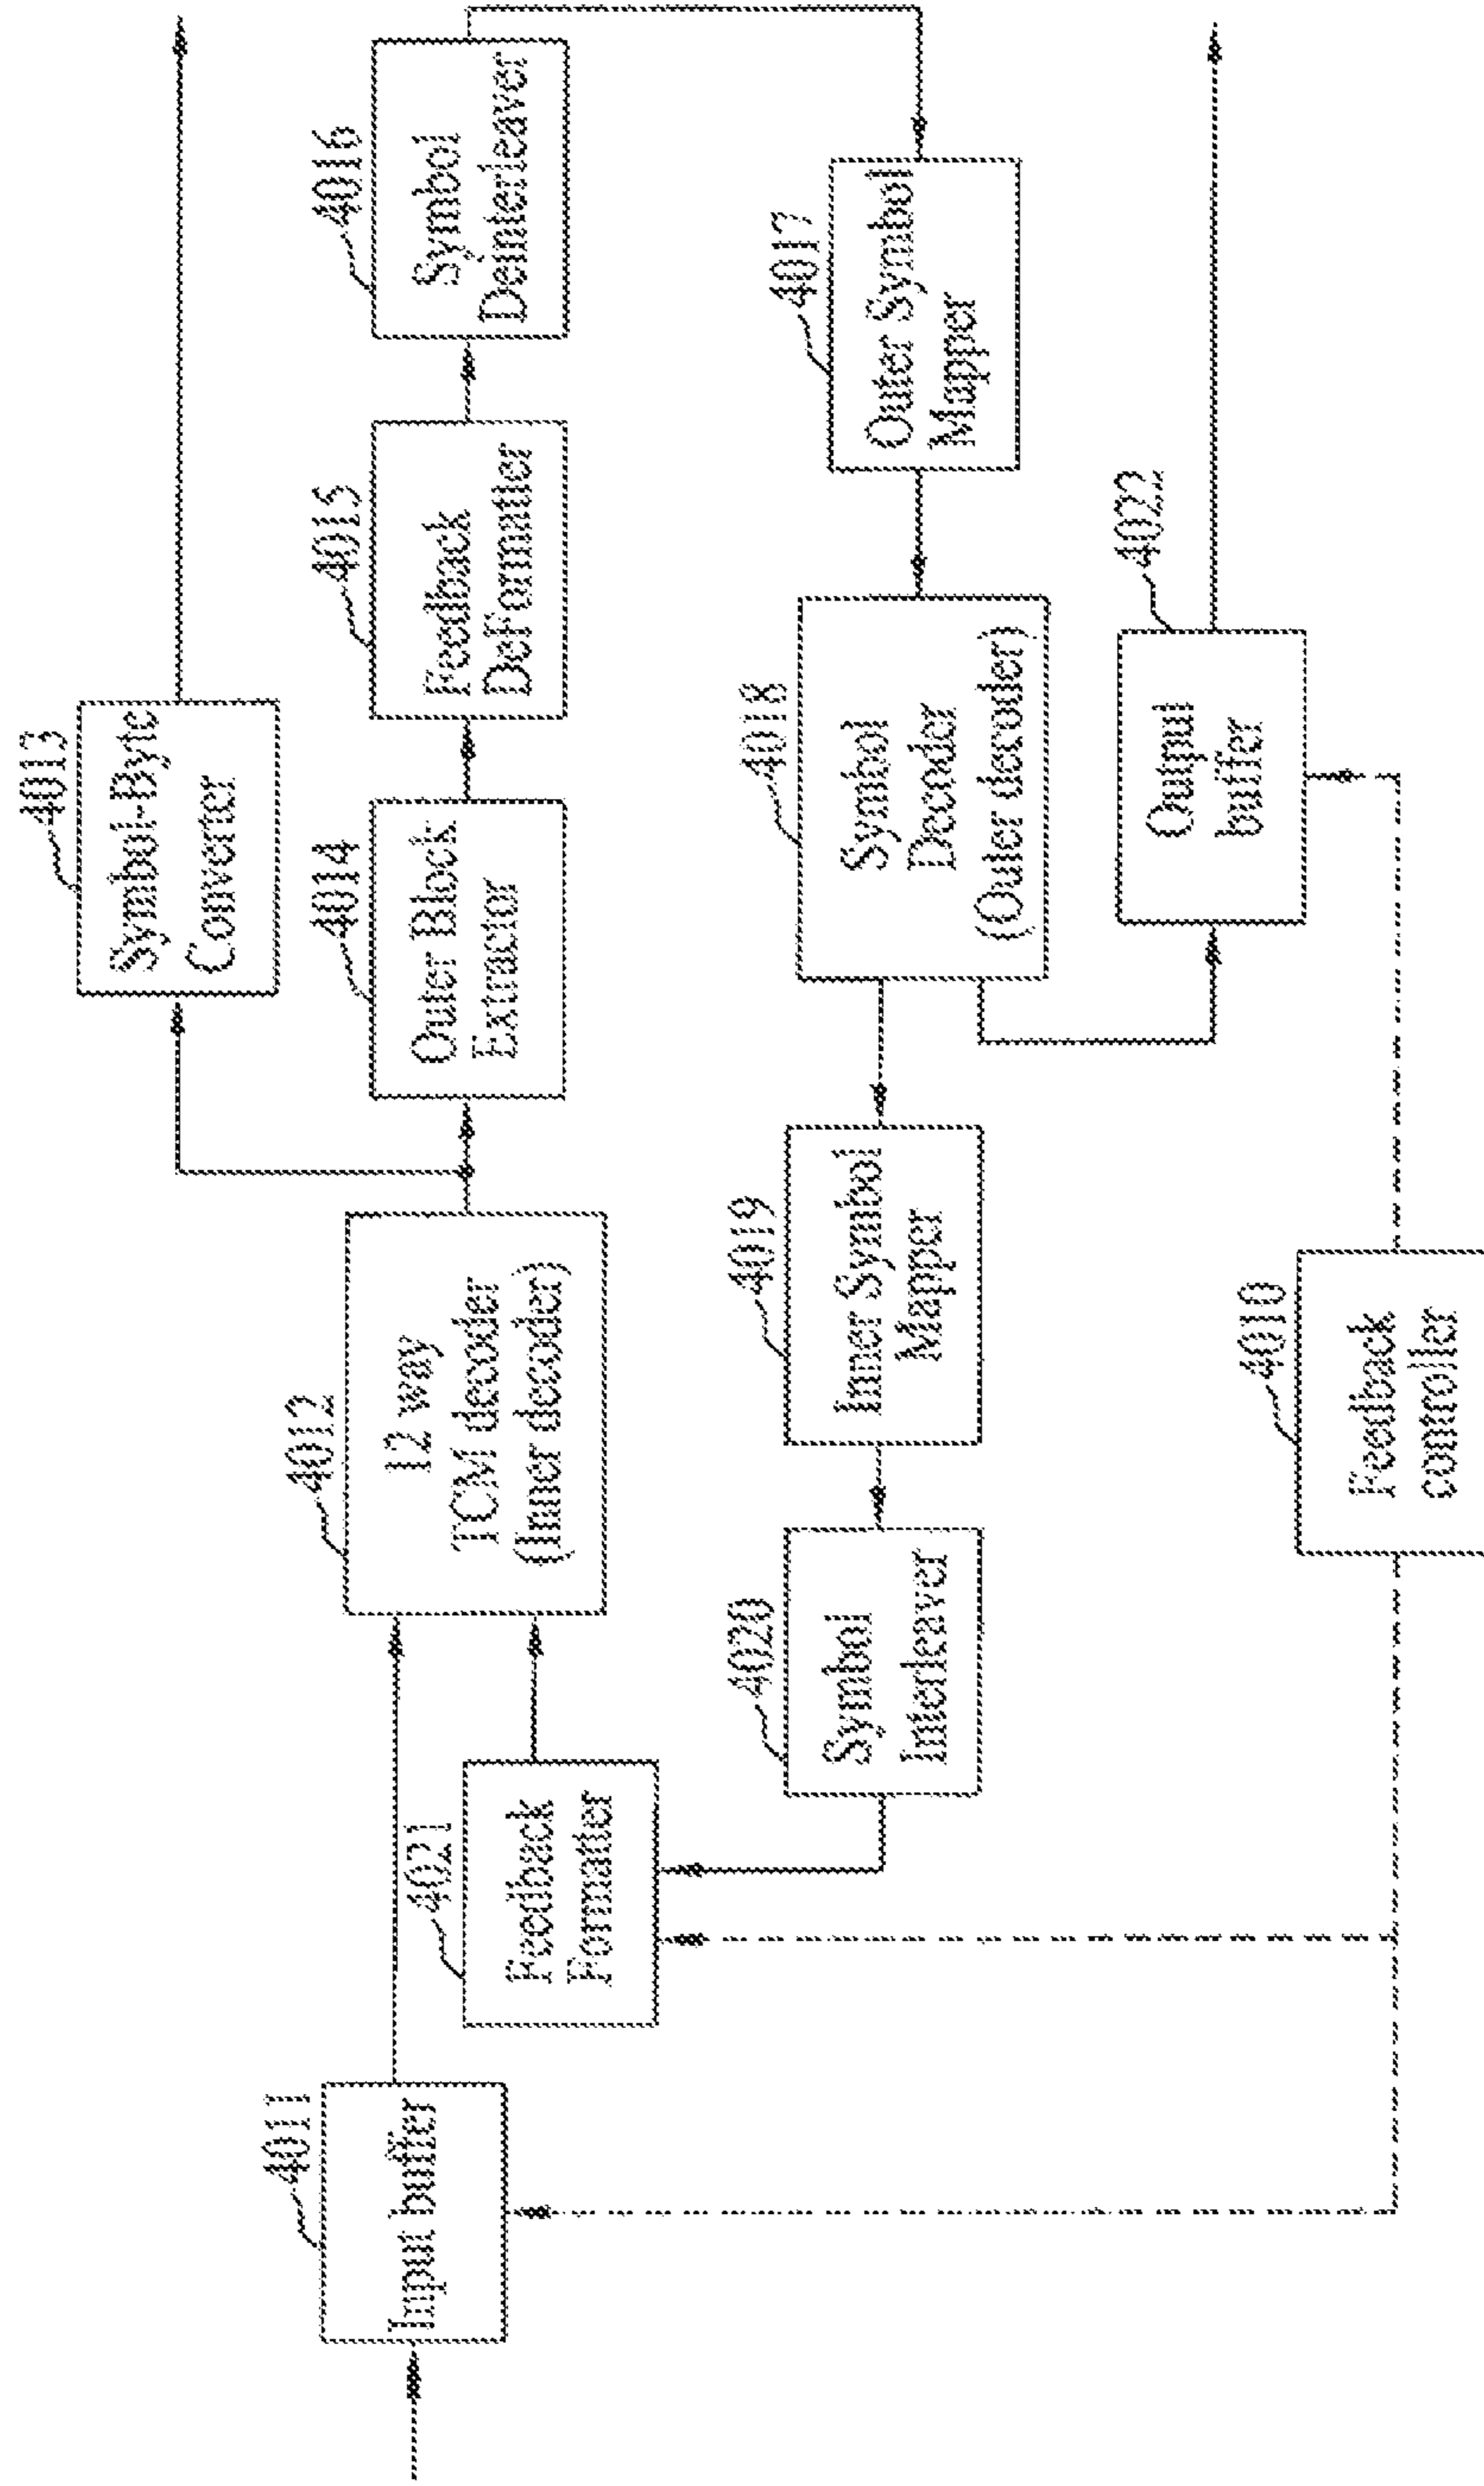 4013
Symbol-Byte
Converter
4011
Input buffer
4012
12 way
TCM decoder
(Inner decoder)
4014
Outer Block
Extractor
4015
Feedback
DeFormatter
4016
Symbol
Deinterleaver
4021
Feedback
Formatter
4020
Symbol
Interleaver
4019
Inner Symbol
Mapper
4018
Symbol
Decoder
(Outer decoder)
4017
Outer Symbol
Mapper
4022
Output
buffer
4010
Feedback
controller